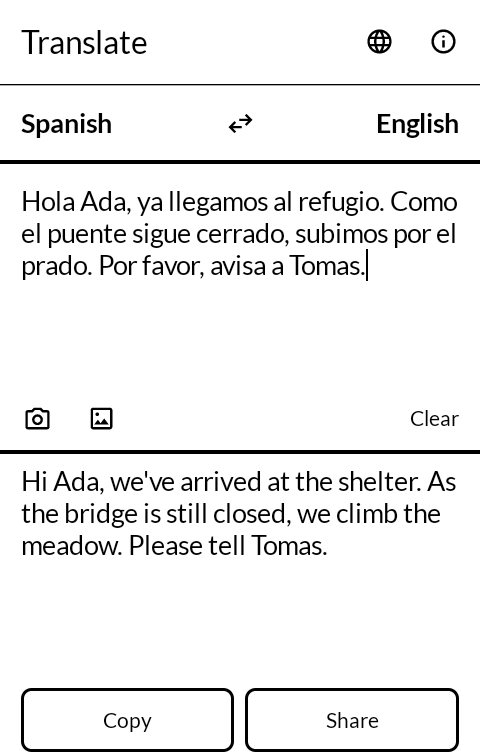 Translate
Spanish
English
Hola Ada, ya llegamos al refugio. Como
el puente sigue cerrado, subimos por el
prado. Por favor, avisa a Tomas.
Clear
Hi Ada, we've arrived at the shelter. As
the bridge is still closed, we climb the
meadow. Please tell Tomas.
Copy
Share